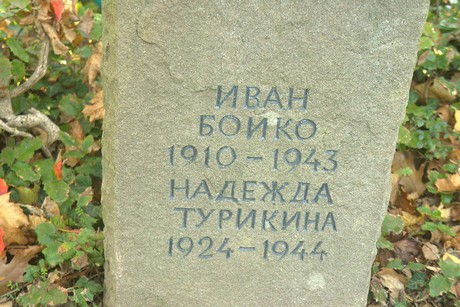 ИВАН
БОЙКО
1910 – 1943
НАДЕЖДА
ТУРИКИНА
1924 – 1944